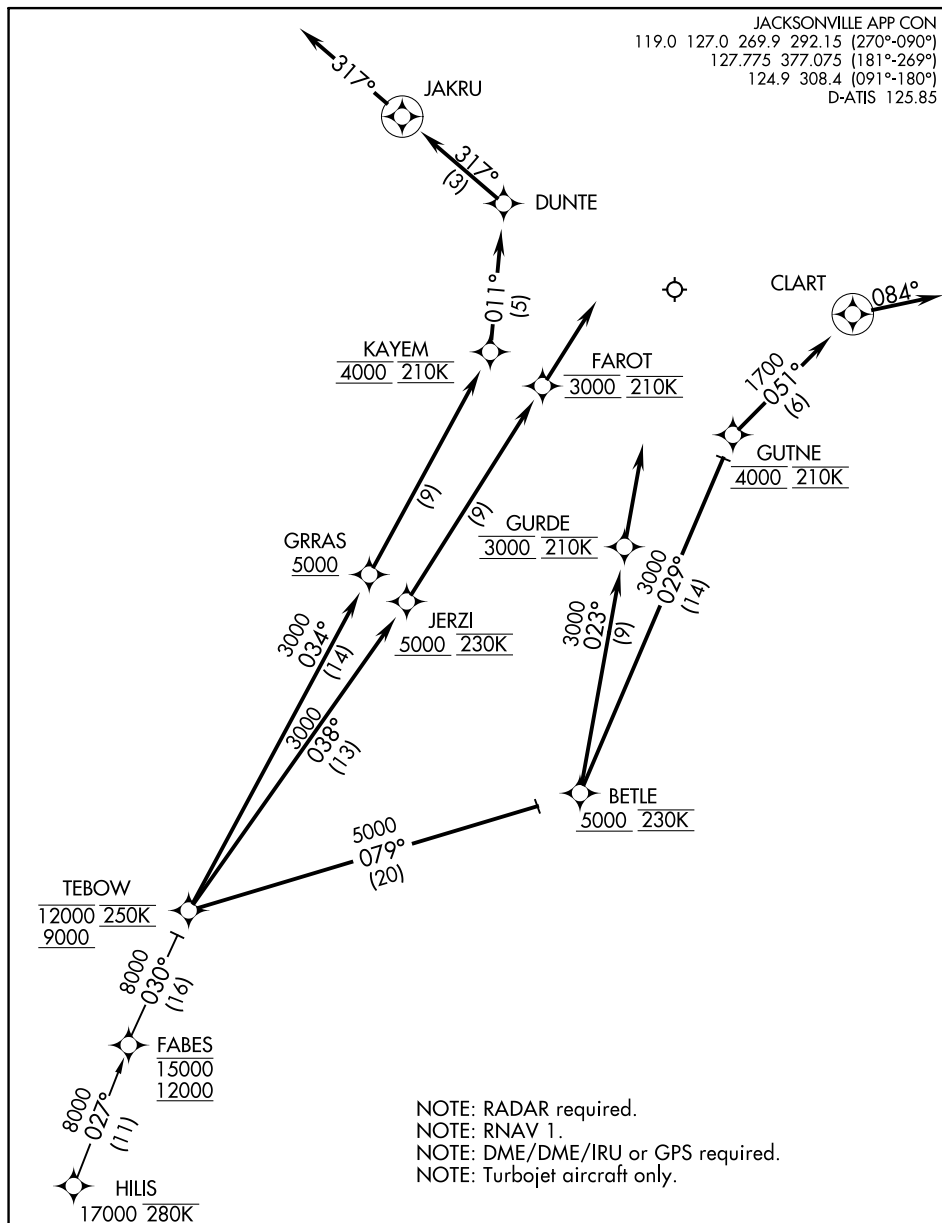 JACKSONVILLE APP CON
119.0 127.0 269.9 292.15 (270°-090°)
127.775 377.075 (181°-269°)
124.9 308.4 (091°-180°)
D-ATIS 125.85
317°
JAKRU
317°
(3)
DUNTE
011°
(5)
CLART
084°
KAYEM
4000 210K
FAROT
3000 210K
1700
051°
(6)
GUTNE
4000 210K
(9)
(9)
GURDE
3000 210K
GRRAS
5000
3000
029°
(14)
JERZI
5000 230K
3000
023°
(9)
3000
034°
(14)
3000
038°
(13)
BETLE
5000 230K
5000
079°
(20)
TEBOW
12000 250K
9000
8000
030°
(16)
FABES
15000
12000
8000
027°
(11)
HILIS
17000 280K
NOTE: RADAR required.
NOTE: RNAV 1.
NOTE: DME/DME/IRU or GPS required.
NOTE: Turbojet aircraft only.